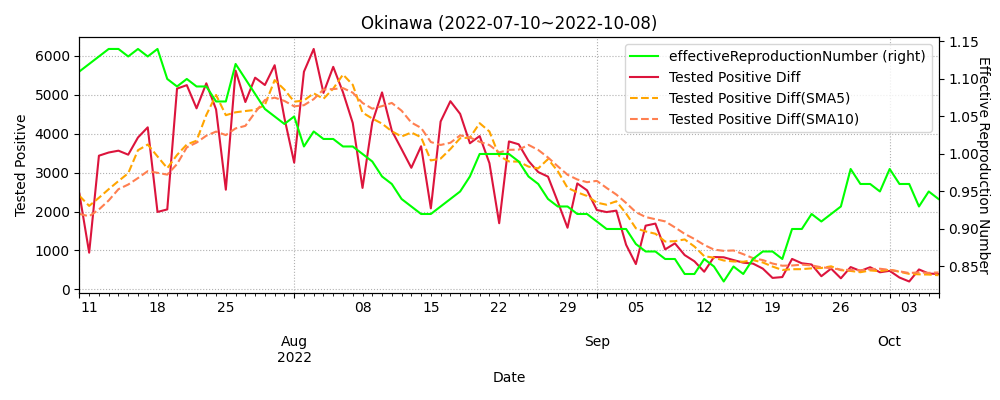 Okinawa (2022-07-10~2022-10-08)
effectiveReproductionNumber (right)
Tested Positive Diff
Tested Positive Diff(SMA5)
Tested Positive Diff(SMA10)
Tested Positive
6000
5000
4000
3000
2000
1000
0
1.15
1.10
1.05
1.00
0.95
0.90
0.85
Effective Reproduction Number
11 18 25 08 15 22 29 05 12 19 26 03
Aug Sep Oct
2022
Date